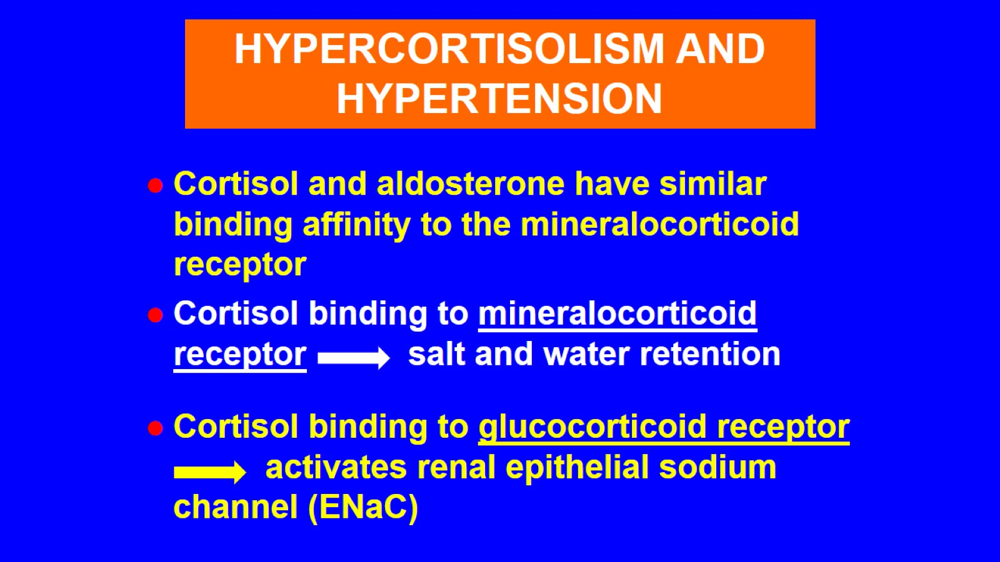 HYPERCORTISOLISM AND
HYPERTENSION
Cortisol and aldosterone have similar
binding affinity to the mineralocorticoid
receptor
Cortisol binding to mineralocorticoid
receptor salt and water retention
Cortisol binding to glucocorticoid receptor
activates renal epithelial sodium
channel (ENaC)